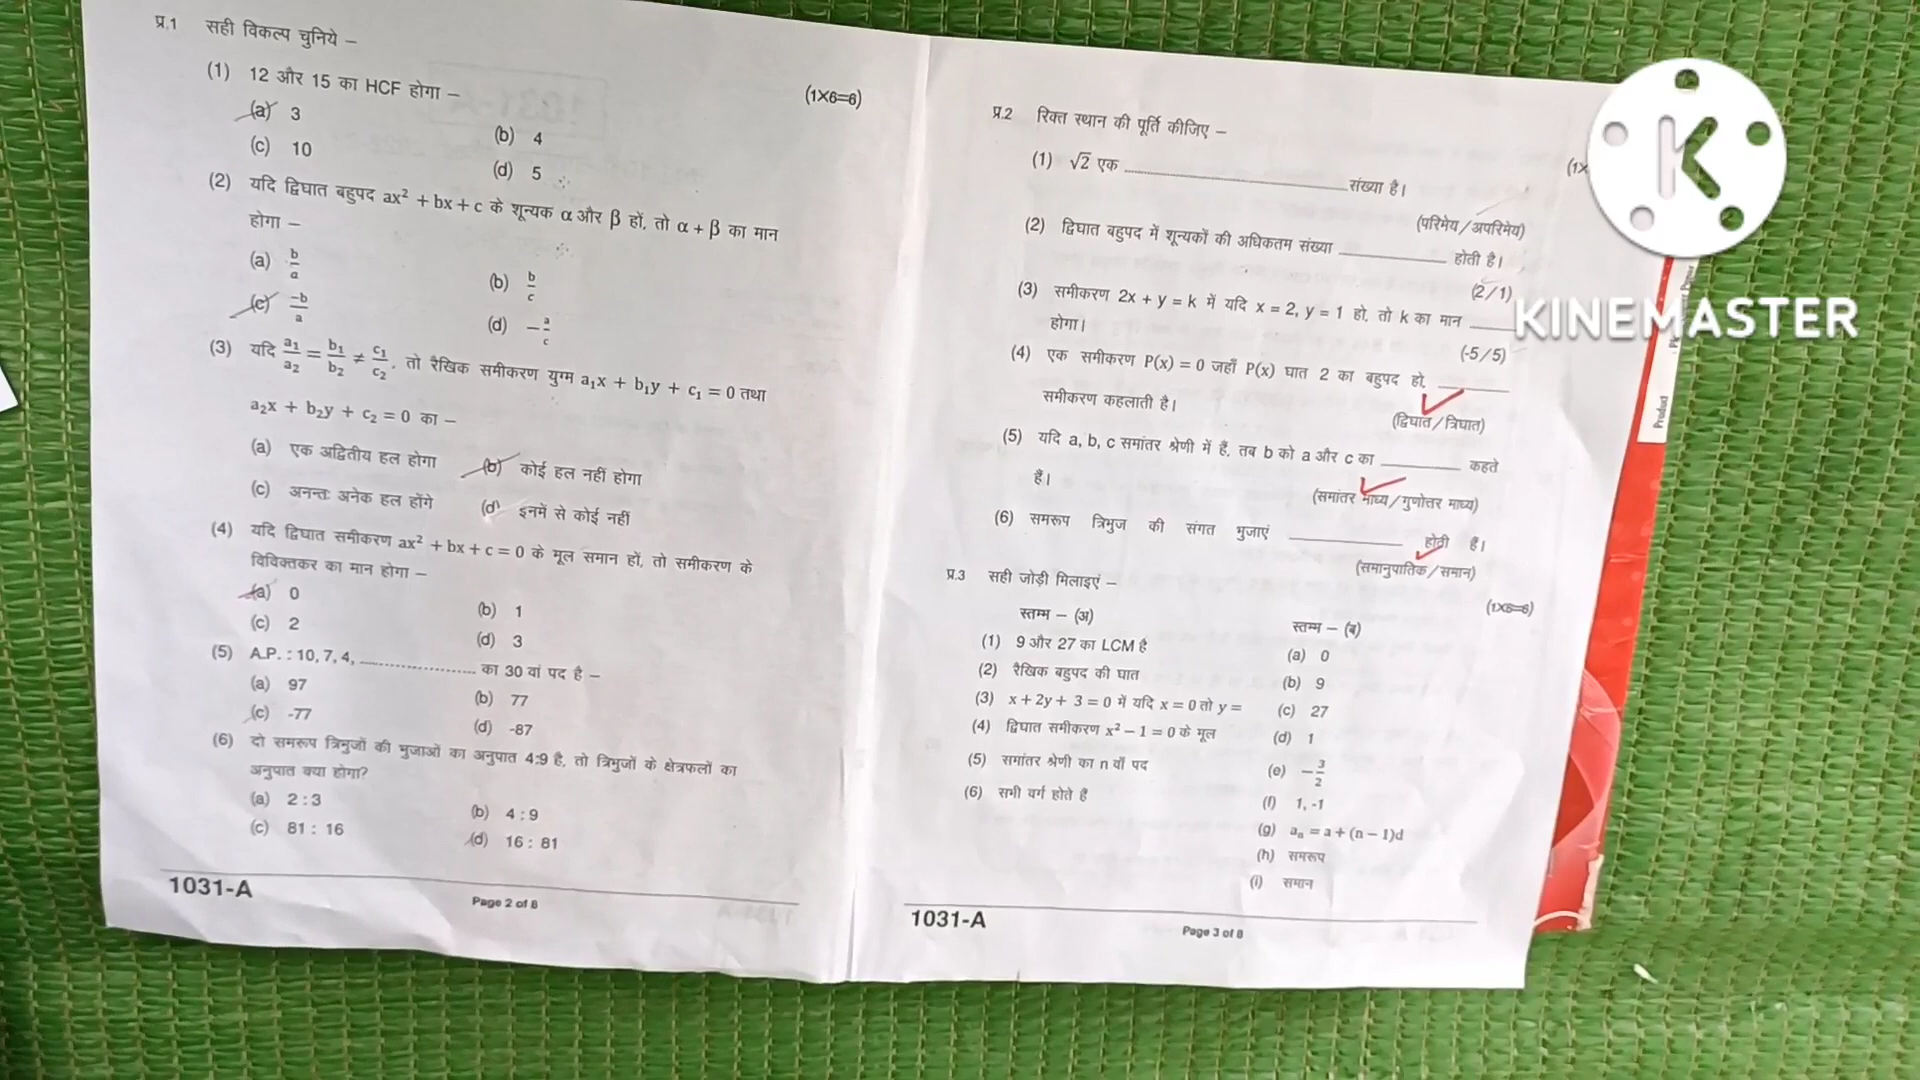 प्र.1 सही विकल्प चुनिये –
(1X6=6)
(1) 12 और 15 का HCF होगा –
(a) 3
(b) 4
(c) 10
(d) 5
(2) यदि द्विघात बहुपद ax² + bx + c के शून्यक α और β हों, तो α + β का मान
होगा –
(a) b/a
(b) b/c
(c) -b/a
(d) – a/c
(3) यदि a₁/a₂ = b₁/b₂ ≠ c₁/c₂, तो रैखिक समीकरण युग्म a₁x + b₁y + c₁ = 0 तथा
a₂x + b₂y + c₂ = 0 का –
(a) एक अद्वितीय हल होगा
(b) कोई हल नहीं होगा
(c) अनन्तः अनेक हल होंगे
(d) इनमें से कोई नहीं
(4) यदि द्विघात समीकरण ax² + bx + c = 0 के मूल समान हों, तो समीकरण के
विविक्तकर का मान होगा –
(a) 0
(b) 1
(c) 2
(d) 3
(5) A.P. : 10, 7, 4, .......................... का 30 वां पद है –
(a) 97
(b) 77
(c) -77
(d) -87
(6) दो समरूप त्रिभुजों की भुजाओं का अनुपात 4:9 है, तो त्रिभुजों के क्षेत्रफलों का
अनुपात क्या होगा?
(a) 2 : 3
(b) 4 : 9
(c) 81 : 16
(d) 16 : 81
1031-A
Page 2 of 8
प्र.2 रिक्त स्थान की पूर्ति कीजिए –
(1X
(1) √2 एक .................................................. संख्या है।
(परिमेय / अपरिमेय)
(2) द्विघात बहुपद में शून्यकों की अधिकतम संख्या ____________ होती है।
(2 / 1)
(3) समीकरण 2x + y = k में यदि x = 2, y = 1 हो, तो k का मान ______
होगा।
(-5 / 5)
(4) एक समीकरण P(x) = 0 जहाँ P(x) घात 2 का बहुपद हो, ________
समीकरण कहलाती है।
(द्विघात / त्रिघात)
(5) यदि a, b, c समांतर श्रेणी में हैं, तब b को a और c का _________ कहते
हैं।
(समांतर माध्य / गुणोत्तर माध्य)
(6) समरूप त्रिभुज की संगत भुजाएं _____________ होती हैं।
(समानुपातिक / समान)
प्र.3 सही जोड़ी मिलाइएं –
(1X6=6)
स्तम्भ – (अ)
स्तम्भ – (ब)
(1) 9 और 27 का LCM है
(a) 0
(2) रैखिक बहुपद की घात
(b) 9
(3) x + 2y + 3 = 0 में यदि x = 0 तो y =
(c) 27
(4) द्विघात समीकरण x² – 1 = 0 के मूल
(d) 1
(5) समांतर श्रेणी का n वाँ पद
(e) – 3/2
(6) सभी वर्ग होते हैं
(f) 1, -1
(g) aₙ = a + (n – 1)d
(h) समरूप
(i) समान
1031-A
Page 3 of 8
KINEMASTER
Product